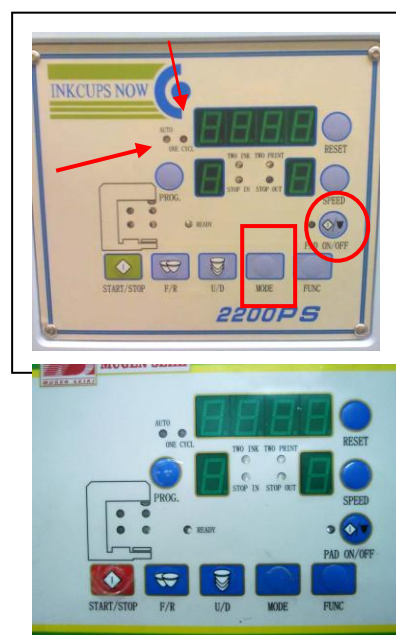 INKCUPS NOW
AUTO
ONE CYCL
RESET
TWO INK TWO PRINT
STOP IN STOP OUT
PROG.
SPEED
READY
PAD ON/OFF
START/STOP F/R U/D MODE FUNC
2200PS
MUGEN SEIKI
AUTO
ONE CYCL
RESET
TWO INK TWO PRINT
STOP IN STOP OUT
PROG.
SPEED
READY
PAD ON/OFF
START/STOP F/R U/D MODE FUNC